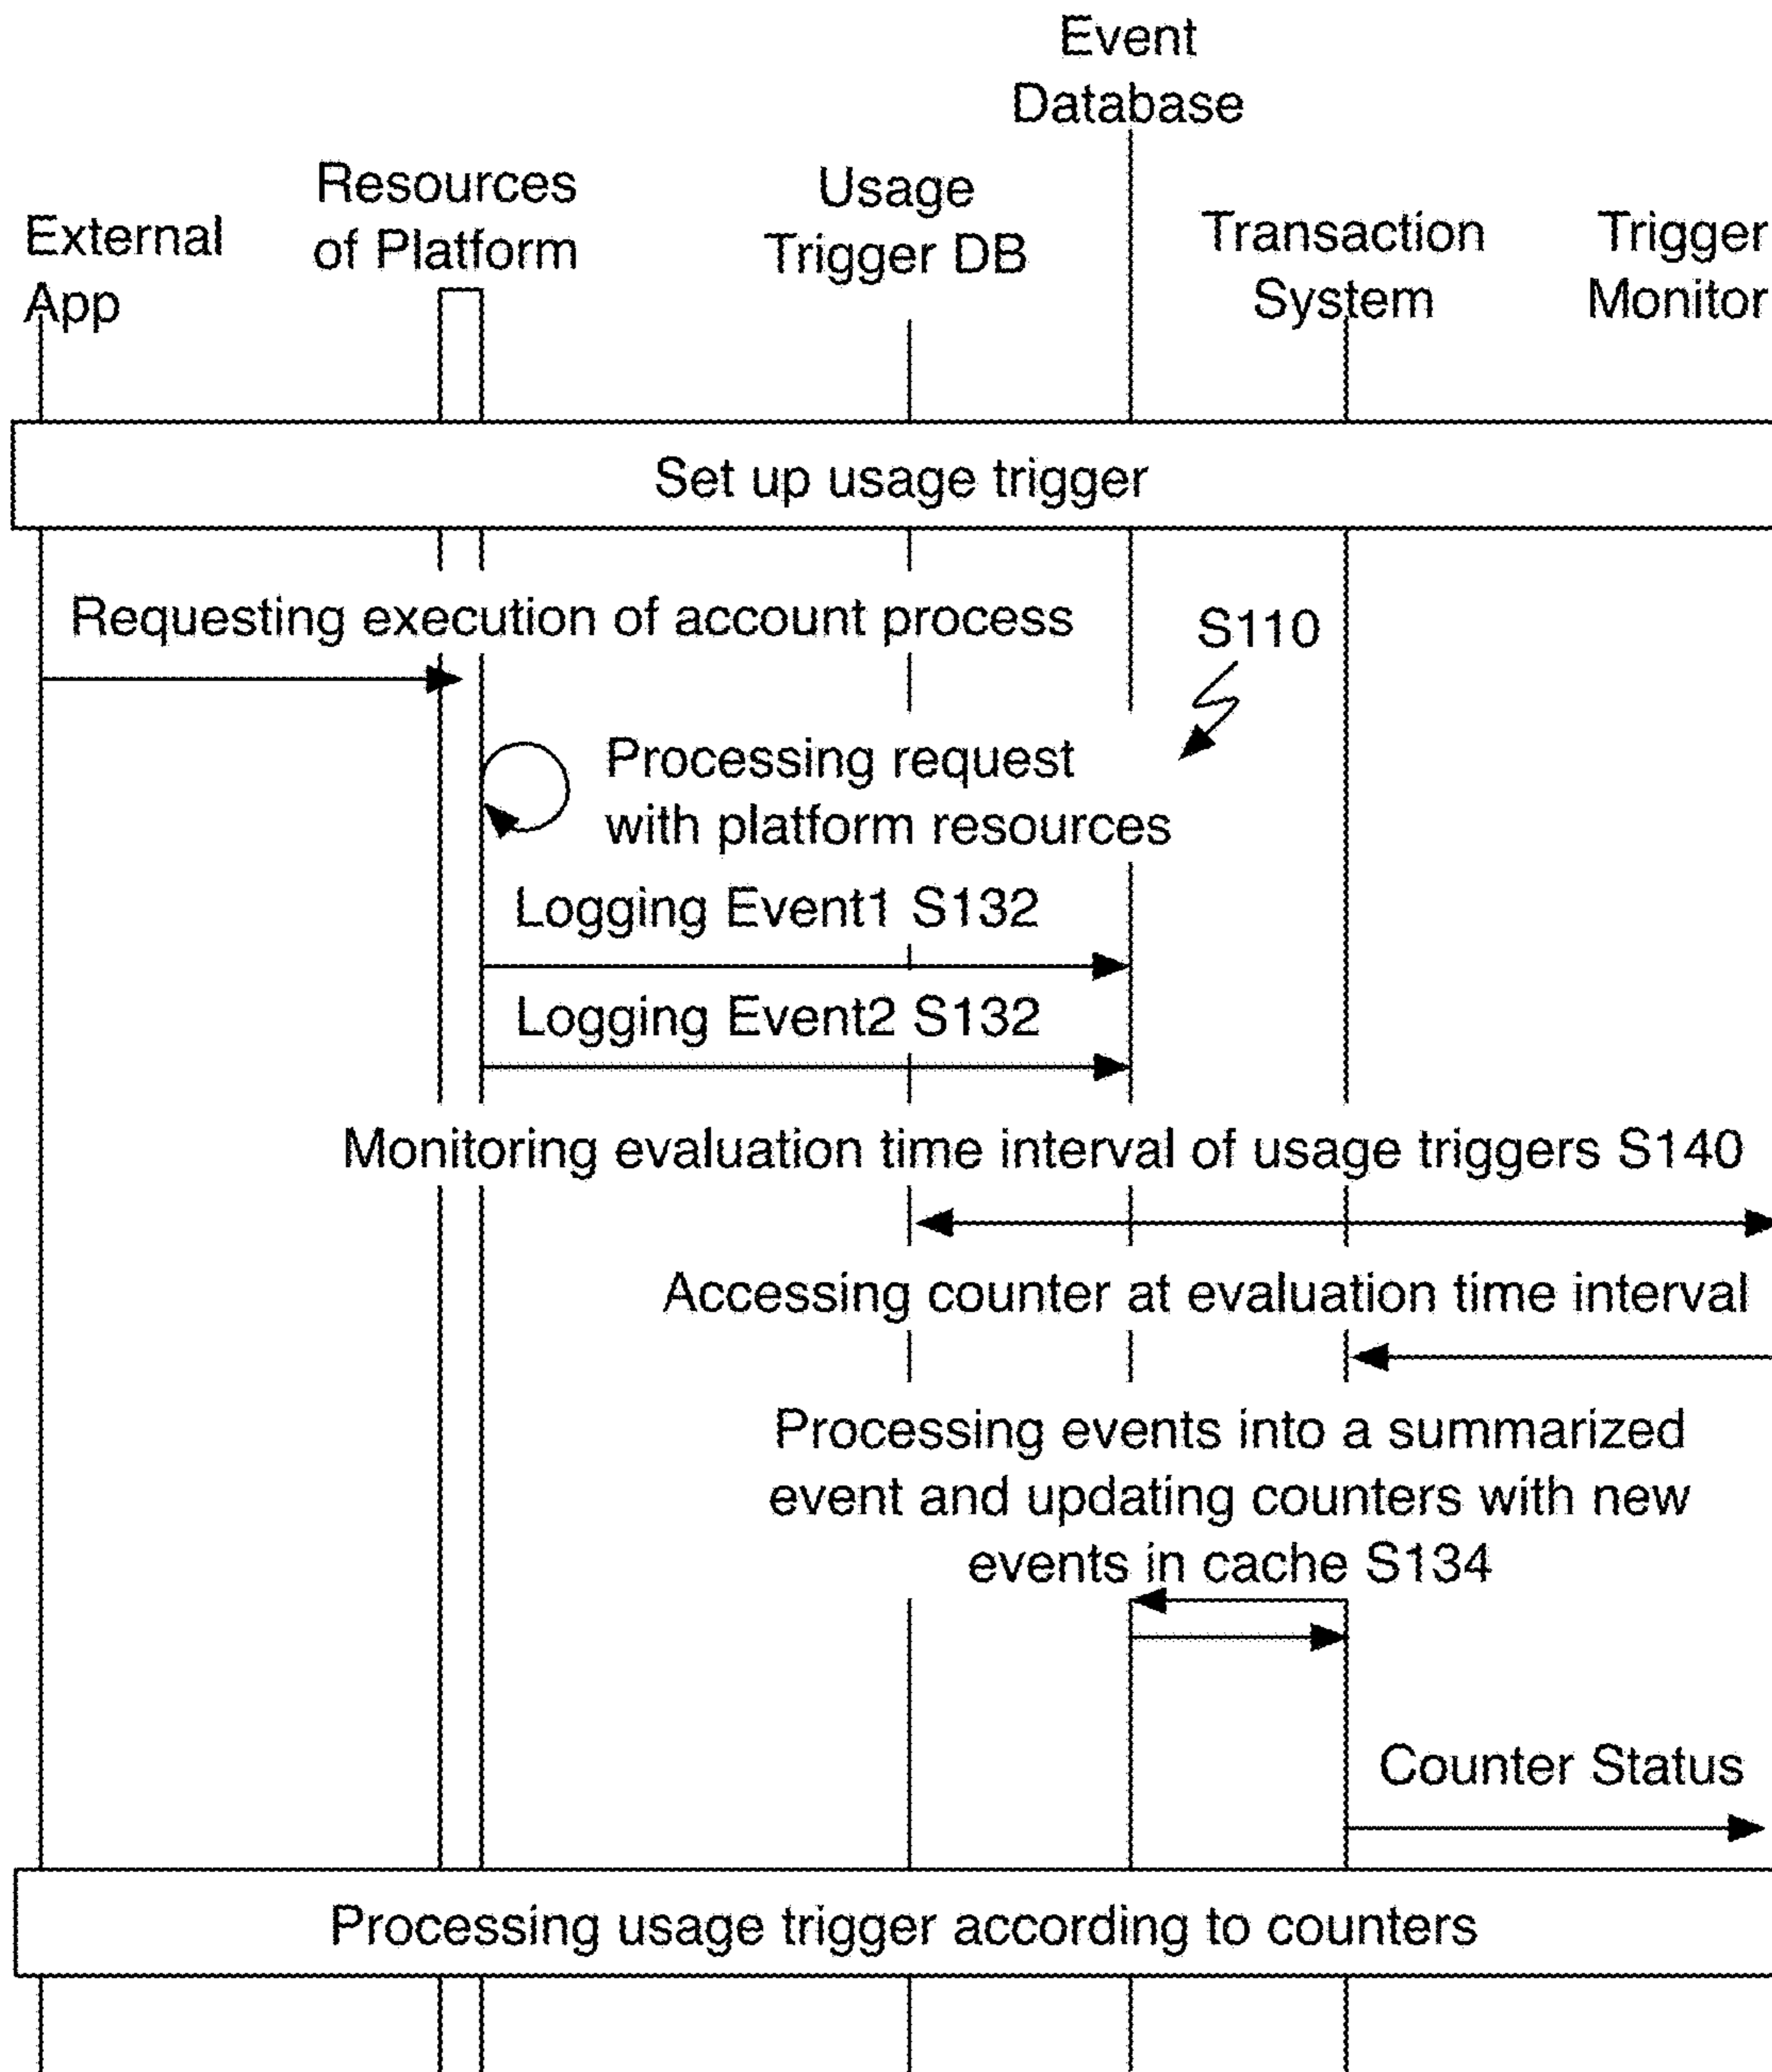 Event
Database
Resources
of Platform
Usage
Trigger DB
External
App
Transaction
System
Trigger
Monitor
Set up usage trigger
Requesting execution of account process
S110
Processing request
with platform resources
Logging Event1 S132
Logging Event2 S132
Monitoring evaluation time interval of usage triggers S140
Accessing counter at evaluation time interval
Processing events into a summarized
event and updating counters with new
events in cache S134
Counter Status
Processing usage trigger according to counters